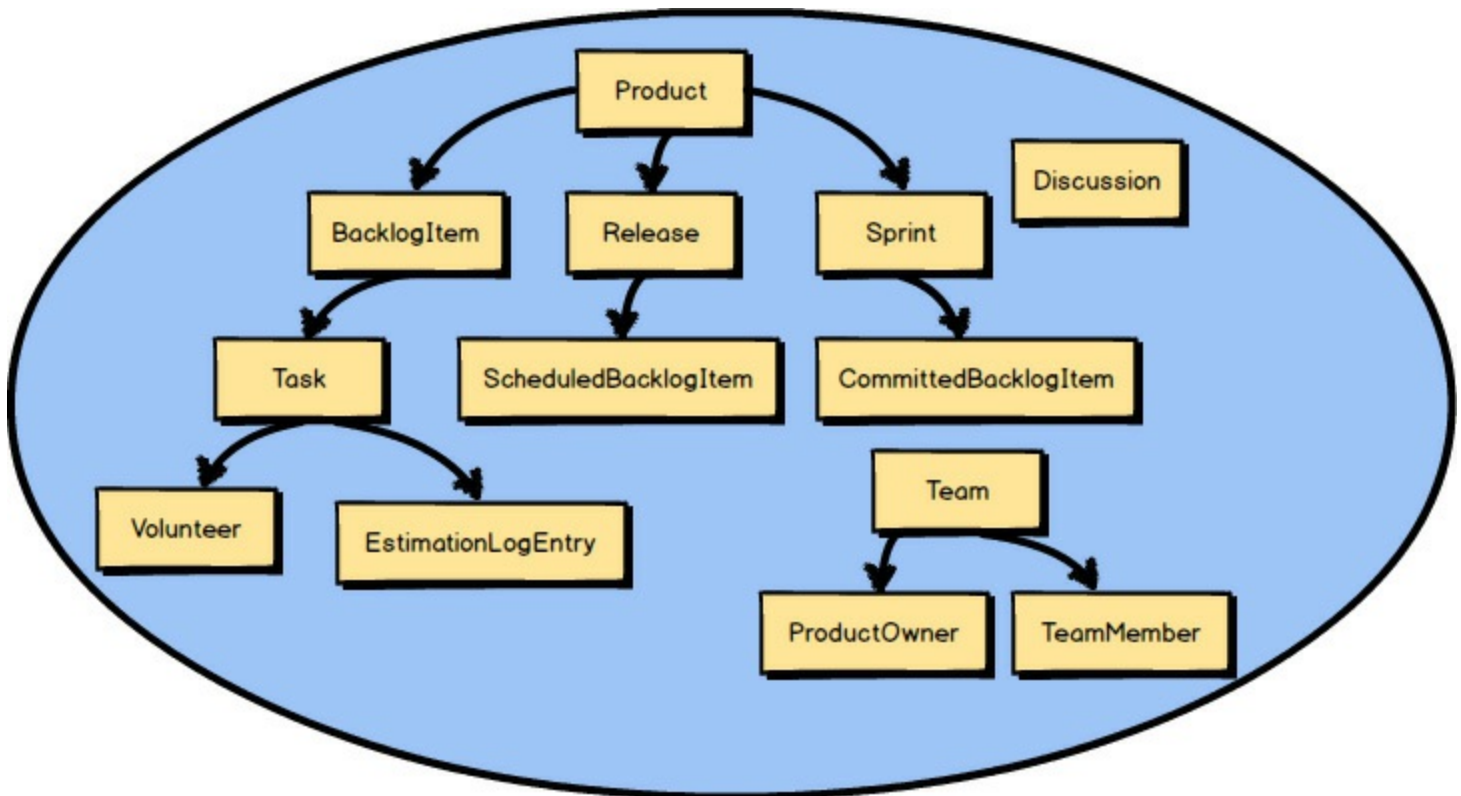 Product
Discussion
BacklogItem
Release
Sprint
Task
ScheduledBacklogItem
CommittedBacklogItem
Team
Volunteer
EstimationLogEntry
ProductOwner
TeamMember